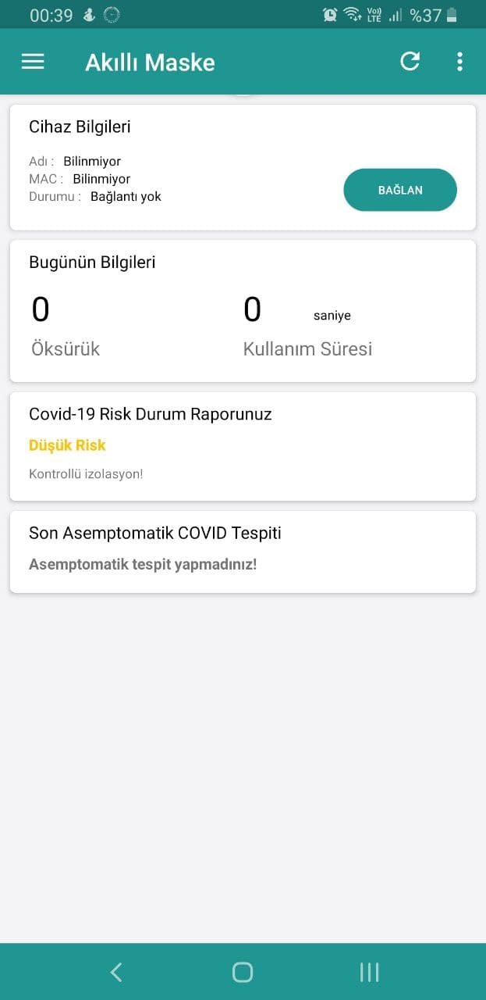 00:39 Vo)) LTE %37
Akıllı Maske
Cihaz Bilgileri
Adı : Bilinmiyor
MAC : Bilinmiyor
Durumu : Bağlantı yok
BAĞLAN
Bugünün Bilgileri
0 0 saniye
Öksürük Kullanım Süresi
Covid-19 Risk Durum Raporunuz
Düşük Risk
Kontrollü izolasyon!
Son Asemptomatik COVID Tespiti
Asemptomatik tespit yapmadınız!